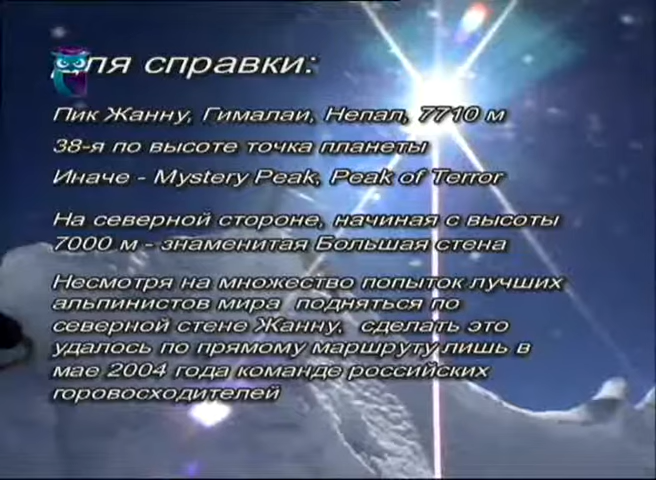 Для справки:
Пик Жанну, Гималаи, Непал, 7710 м
38-я по высоте точка планеты
Иначе - Mystery Peak, Peak of Terror
На северной стороне, начиная с высоты
7000 м - знаменитая Большая стена
Несмотря на множество попыток лучших
альпинистов мира подняться по
северной стене Жанну, сделать это
удалось по прямому маршруту лишь в
мае 2004 года команде российских
горовосходителей